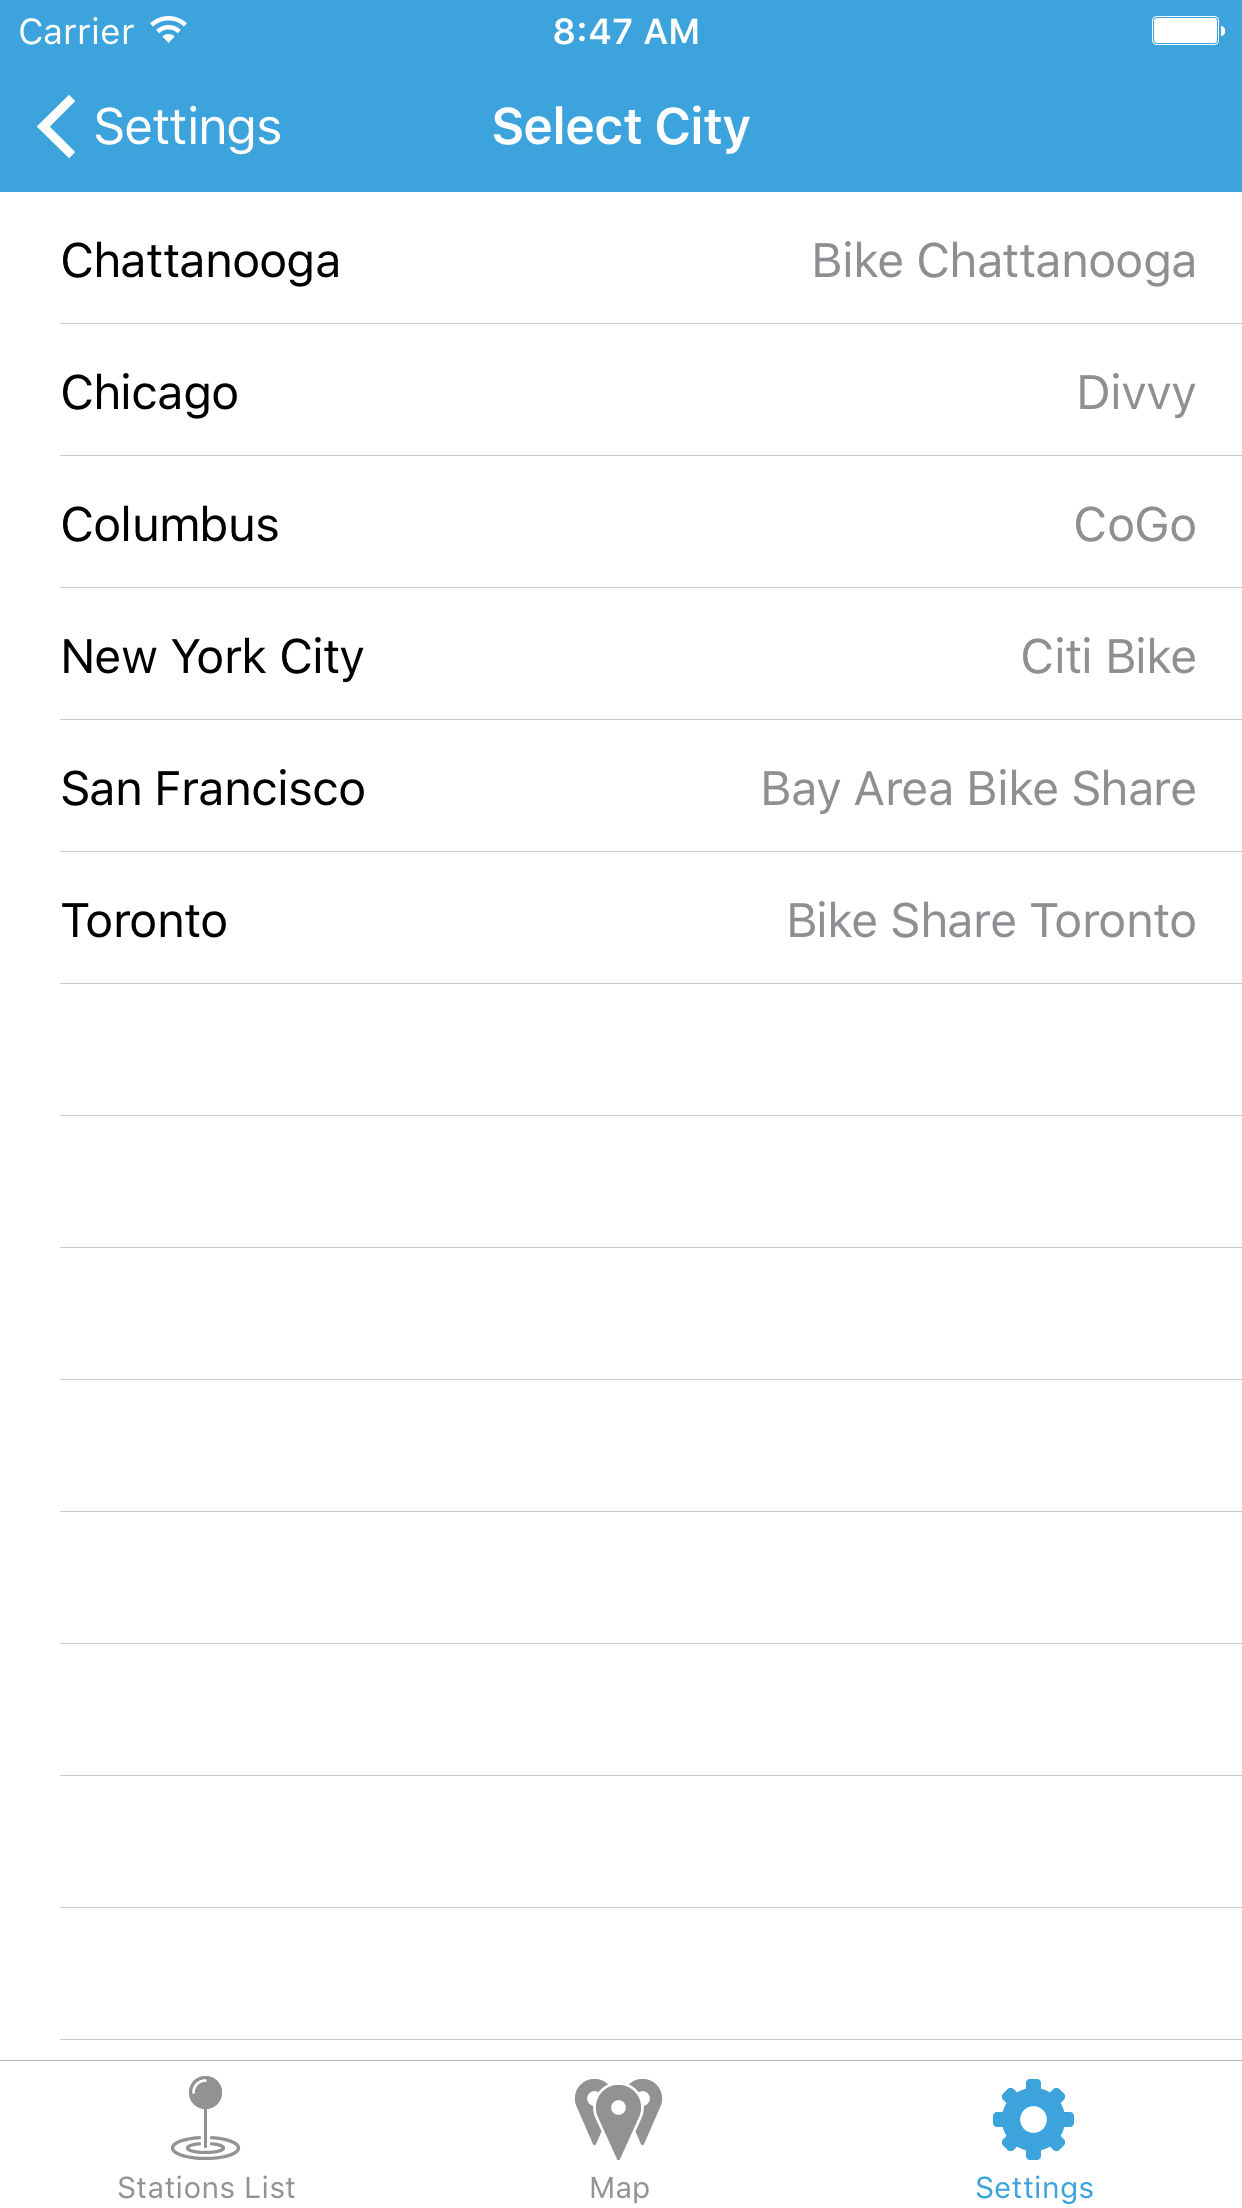 Carrier 8:47 AM
Settings Select City
Chattanooga Bike Chattanooga
Chicago Divvy
Columbus CoGo
New York City Citi Bike
San Francisco Bay Area Bike Share
Toronto Bike Share Toronto
Stations List Map Settings